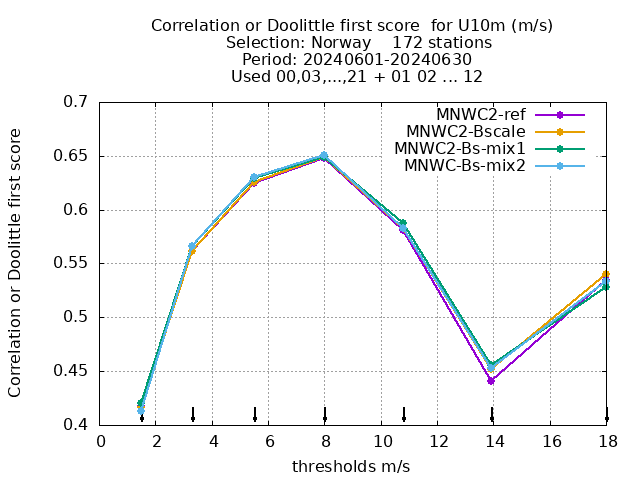 Correlation or Doolittle first score  for U10m (m/s)
Selection: Norway    172 stations
Period: 20240601-20240630
Used 00,03,...,21 + 01 02 ... 12
MNWC2-ref
MNWC2-Bscale
MNWC2-Bs-mix1
MNWC-Bs-mix2
Correlation or Doolittle first score
0.7
0.65
0.6
0.55
0.5
0.45
0.4
0 2 4 6 8 10 12 14 16 18
thresholds m/s